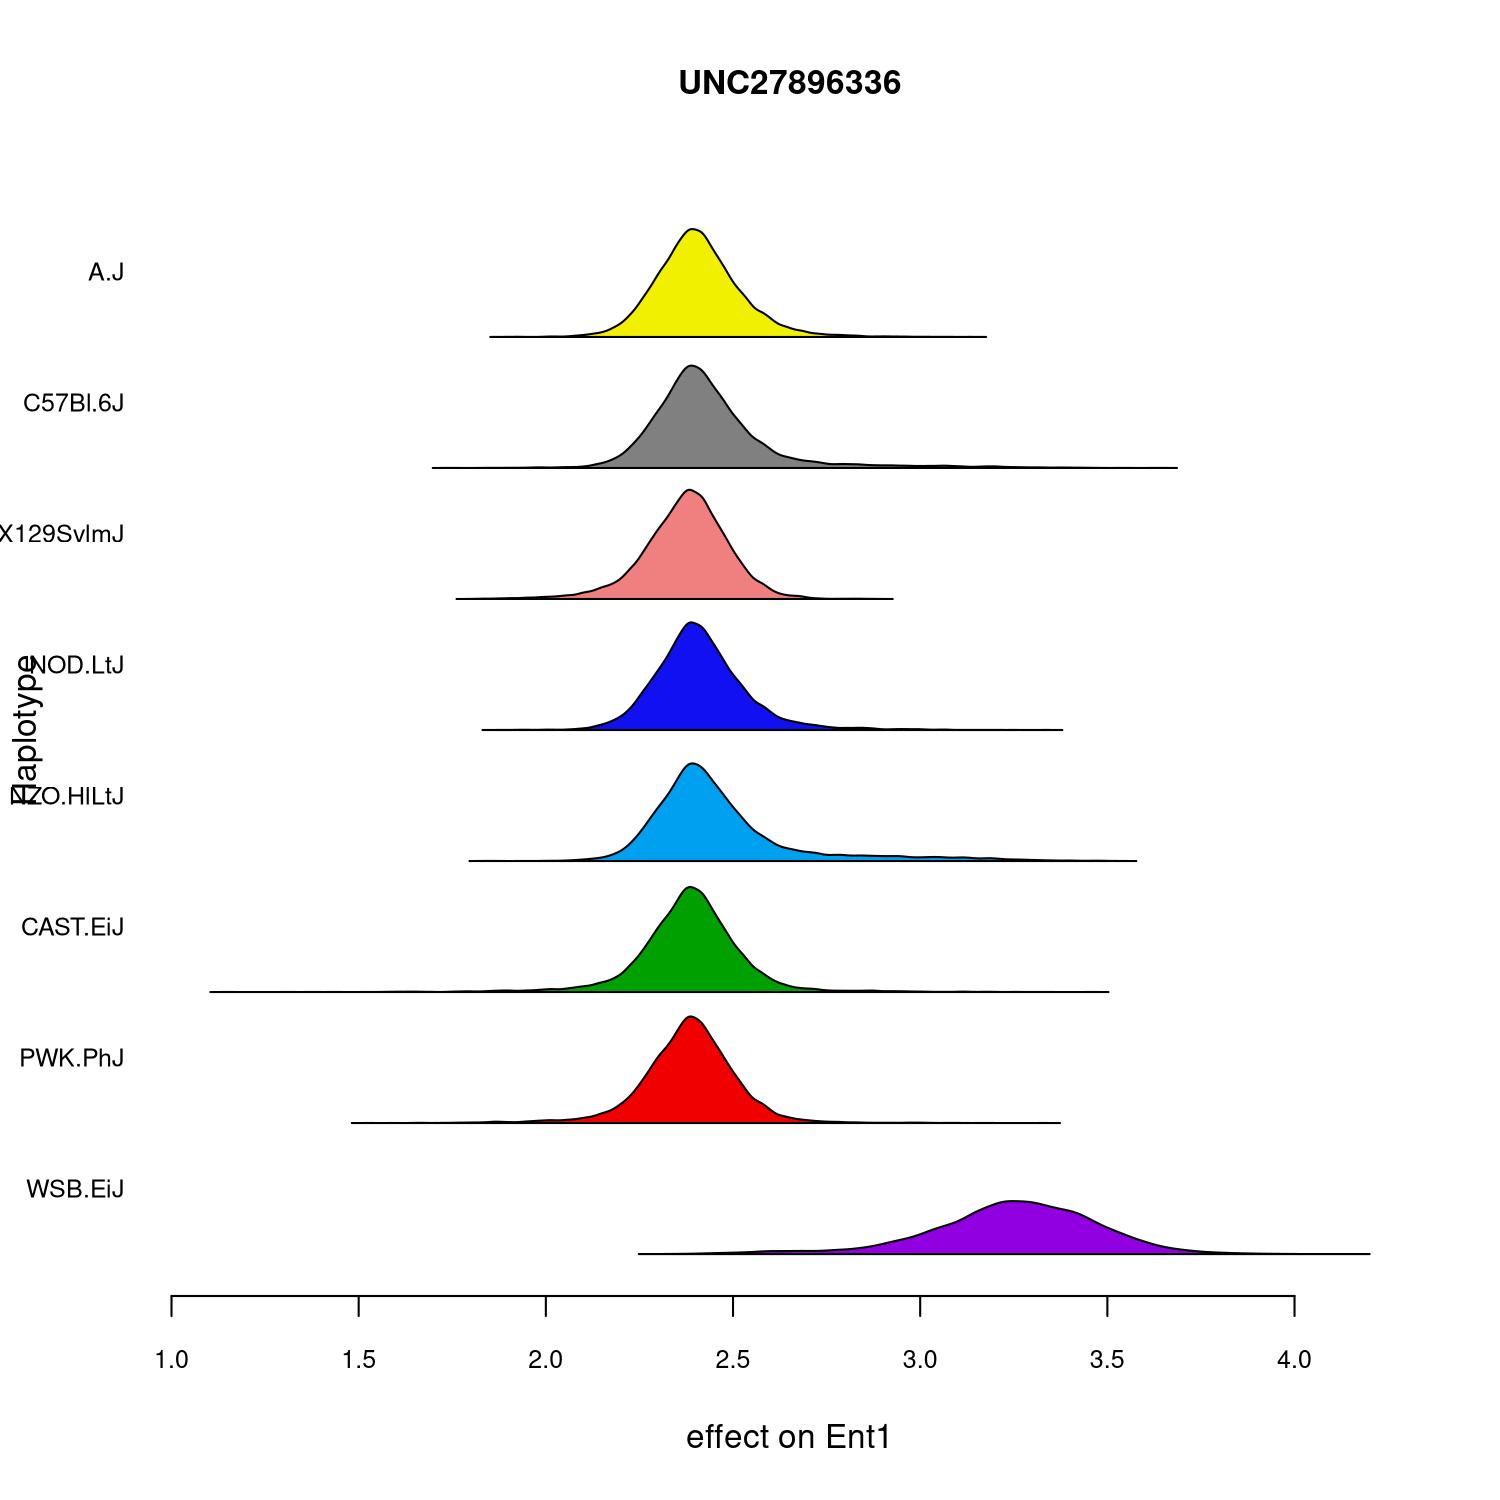 UNC27896336
A.J
C57Bl.6J
X129SvlmJ
NOD.LtJ
Haplotype
NZO.HlLtJ
CAST.EiJ
PWK.PhJ
WSB.EiJ
1.0 1.5 2.0 2.5 3.0 3.5 4.0
effect on Ent1